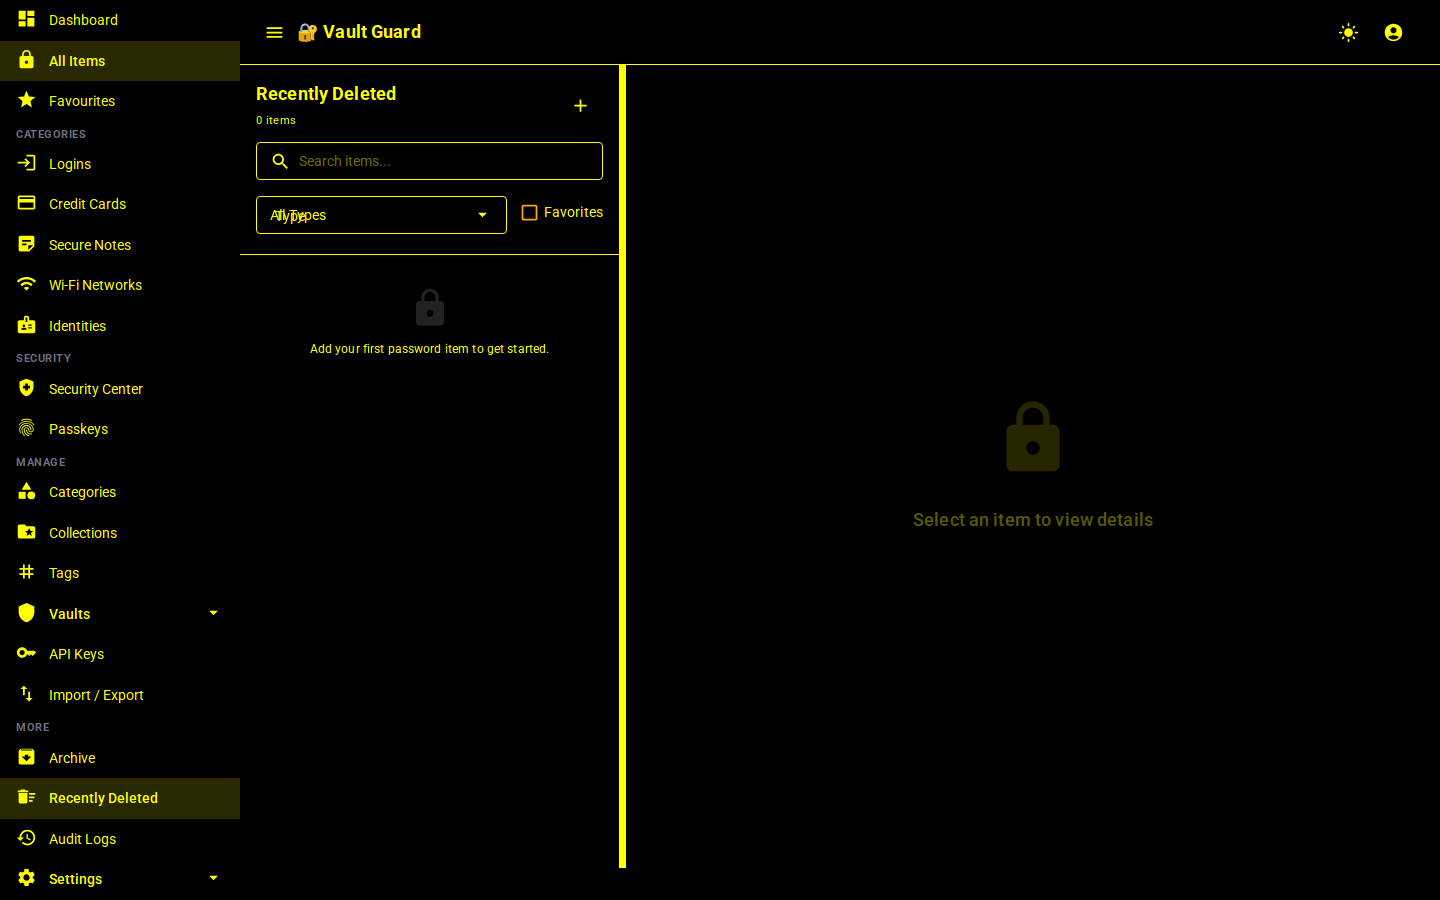 Dashboard
All Items
Favourites
CATEGORIES
Logins
Credit Cards
Secure Notes
Wi-Fi Networks
Identities
SECURITY
Security Center
Passkeys
MANAGE
Categories
Collections
Tags
Vaults
API Keys
Import / Export
MORE
Archive
Recently Deleted
Audit Logs
Settings
🔐 Vault Guard
Recently Deleted
0 items
Search items...
All Types
Type
Favorites
Add your first password item to get started.
Select an item to view details